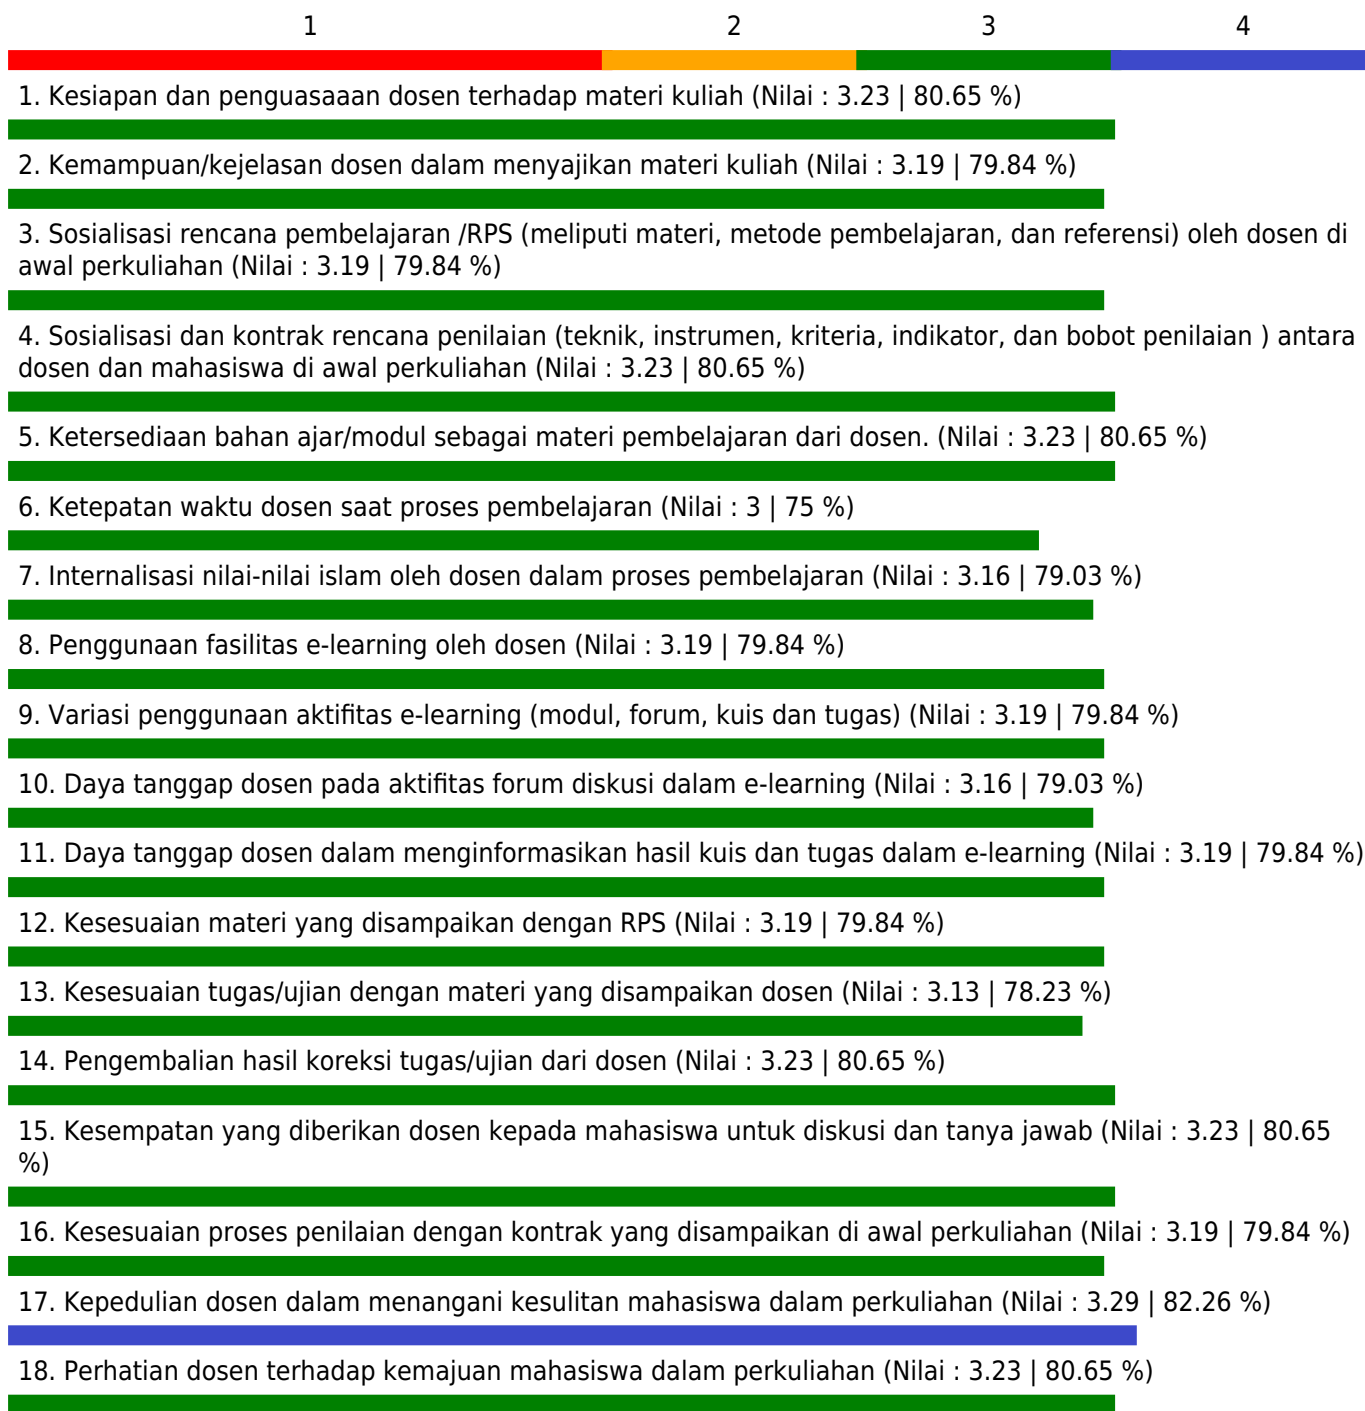 1 2 3 4
1. Kesiapan dan penguasaaan dosen terhadap materi kuliah (Nilai : 3.23 | 80.65 %)
2. Kemampuan/kejelasan dosen dalam menyajikan materi kuliah (Nilai : 3.19 | 79.84 %)
3. Sosialisasi rencana pembelajaran /RPS (meliputi materi, metode pembelajaran, dan referensi) oleh dosen di
awal perkuliahan (Nilai : 3.19 | 79.84 %)
4. Sosialisasi dan kontrak rencana penilaian (teknik, instrumen, kriteria, indikator, dan bobot penilaian ) antara
dosen dan mahasiswa di awal perkuliahan (Nilai : 3.23 | 80.65 %)
5. Ketersediaan bahan ajar/modul sebagai materi pembelajaran dari dosen. (Nilai : 3.23 | 80.65 %)
6. Ketepatan waktu dosen saat proses pembelajaran (Nilai : 3 | 75 %)
7. Internalisasi nilai-nilai islam oleh dosen dalam proses pembelajaran (Nilai : 3.16 | 79.03 %)
8. Penggunaan fasilitas e-learning oleh dosen (Nilai : 3.19 | 79.84 %)
9. Variasi penggunaan aktifitas e-learning (modul, forum, kuis dan tugas) (Nilai : 3.19 | 79.84 %)
10. Daya tanggap dosen pada aktifitas forum diskusi dalam e-learning (Nilai : 3.16 | 79.03 %)
11. Daya tanggap dosen dalam menginformasikan hasil kuis dan tugas dalam e-learning (Nilai : 3.19 | 79.84 %)
12. Kesesuaian materi yang disampaikan dengan RPS (Nilai : 3.19 | 79.84 %)
13. Kesesuaian tugas/ujian dengan materi yang disampaikan dosen (Nilai : 3.13 | 78.23 %)
14. Pengembalian hasil koreksi tugas/ujian dari dosen (Nilai : 3.23 | 80.65 %)
15. Kesempatan yang diberikan dosen kepada mahasiswa untuk diskusi dan tanya jawab (Nilai : 3.23 | 80.65
%)
16. Kesesuaian proses penilaian dengan kontrak yang disampaikan di awal perkuliahan (Nilai : 3.19 | 79.84 %)
17. Kepedulian dosen dalam menangani kesulitan mahasiswa dalam perkuliahan (Nilai : 3.29 | 82.26 %)
18. Perhatian dosen terhadap kemajuan mahasiswa dalam perkuliahan (Nilai : 3.23 | 80.65 %)